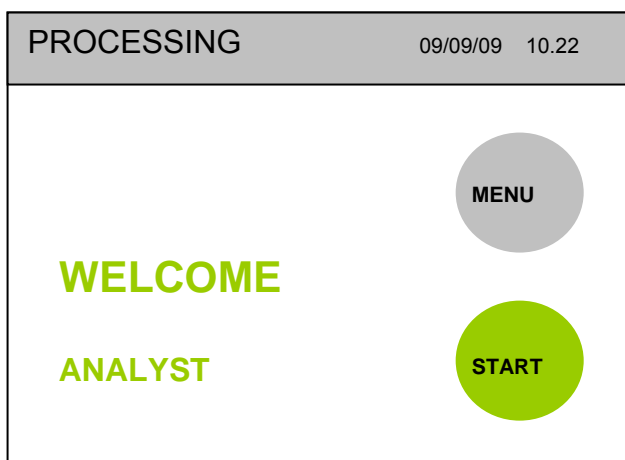 PROCESSING 09/09/09 10.22
MENU
WELCOME
ANALYST
START